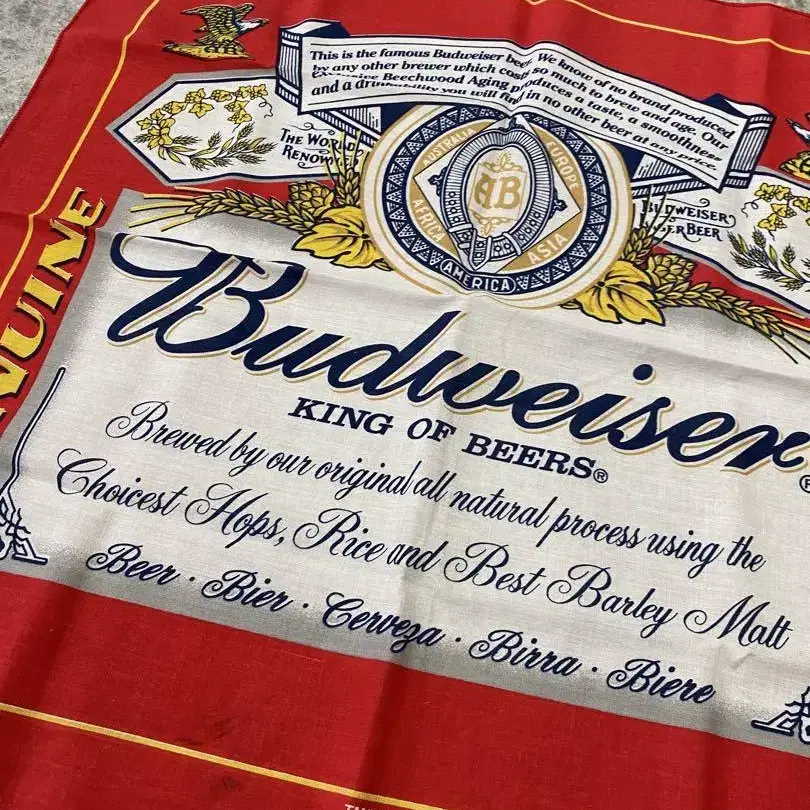 This is the famous Budweiser beer. We know of no brand produced
by any other brewer which costs so much to brew and age. Our
exclusive Beechwood Aging produces a taste, a smoothness
and a drinkability you will find in no other beer at any price.
THE WORLD
RENOWNED
AUSTRALIA
EUROPE
AB
AFRICA
ASIA
AMERICA
BUDWEISER
LAGER BEER
NUINE
Budweiser®
KING OF BEERS®
Brewed by our original all natural process using the
Choicest Hops, Rice and Best Barley Malt
Beer · Bier · Cerveza · Birra · Biere